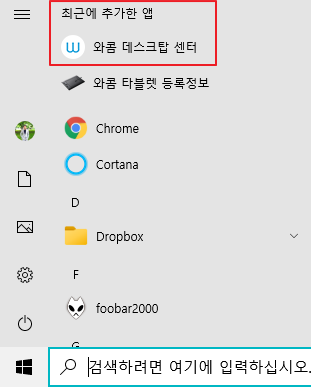 최근에 추가한 앱
와콤 데스크탑 센터
와콤 태블릿 등록정보
Chrome
Cortana
D
Dropbox
F
foobar2000
G
검색하려면 여기에 입력하십시오.